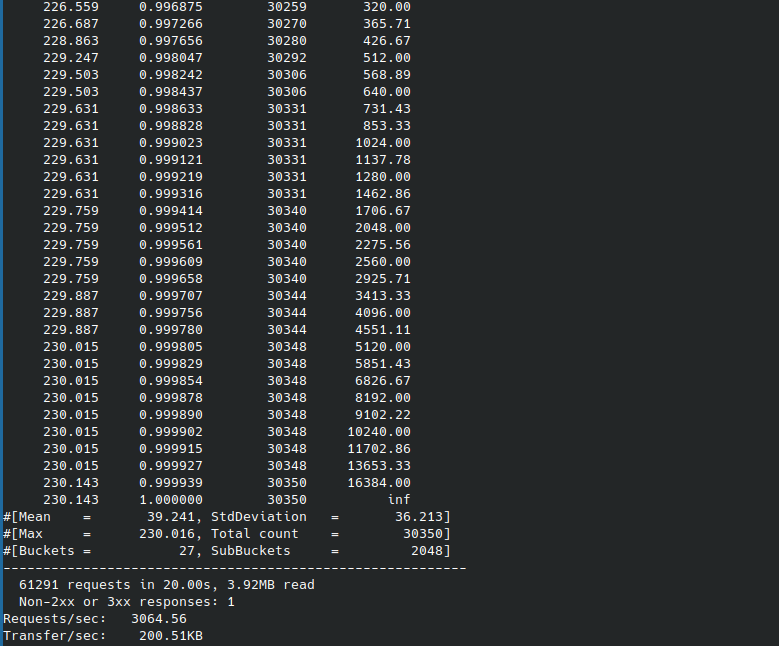 226.559     0.996875        30259       320.00
226.687     0.997266        30270       365.71
228.863     0.997656        30280       426.67
229.247     0.998047        30292       512.00
229.503     0.998242        30306       568.89
229.503     0.998437        30306       640.00
229.631     0.998633        30331       731.43
229.631     0.998828        30331       853.33
229.631     0.999023        30331      1024.00
229.631     0.999121        30331      1137.78
229.631     0.999219        30331      1280.00
229.631     0.999316        30331      1462.86
229.759     0.999414        30340      1706.67
229.759     0.999512        30340      2048.00
229.759     0.999561        30340      2275.56
229.759     0.999609        30340      2560.00
229.759     0.999658        30340      2925.71
229.887     0.999707        30344      3413.33
229.887     0.999756        30344      4096.00
229.887     0.999780        30344      4551.11
230.015     0.999805        30348      5120.00
230.015     0.999829        30348      5851.43
230.015     0.999854        30348      6826.67
230.015     0.999878        30348      8192.00
230.015     0.999890        30348      9102.22
230.015     0.999902        30348     10240.00
230.015     0.999915        30348     11702.86
230.015     0.999927        30348     13653.33
230.143     0.999939        30350     16384.00
230.143     1.000000        30350          inf
#[Mean    =       39.241, StdDeviation   =       36.213]
#[Max     =      230.016, Total count    =        30350]
#[Buckets =           27, SubBuckets     =         2048]
----------------------------------------------------------
  61291 requests in 20.00s, 3.92MB read
  Non-2xx or 3xx responses: 1
Requests/sec:   3064.56
Transfer/sec:    200.51KB